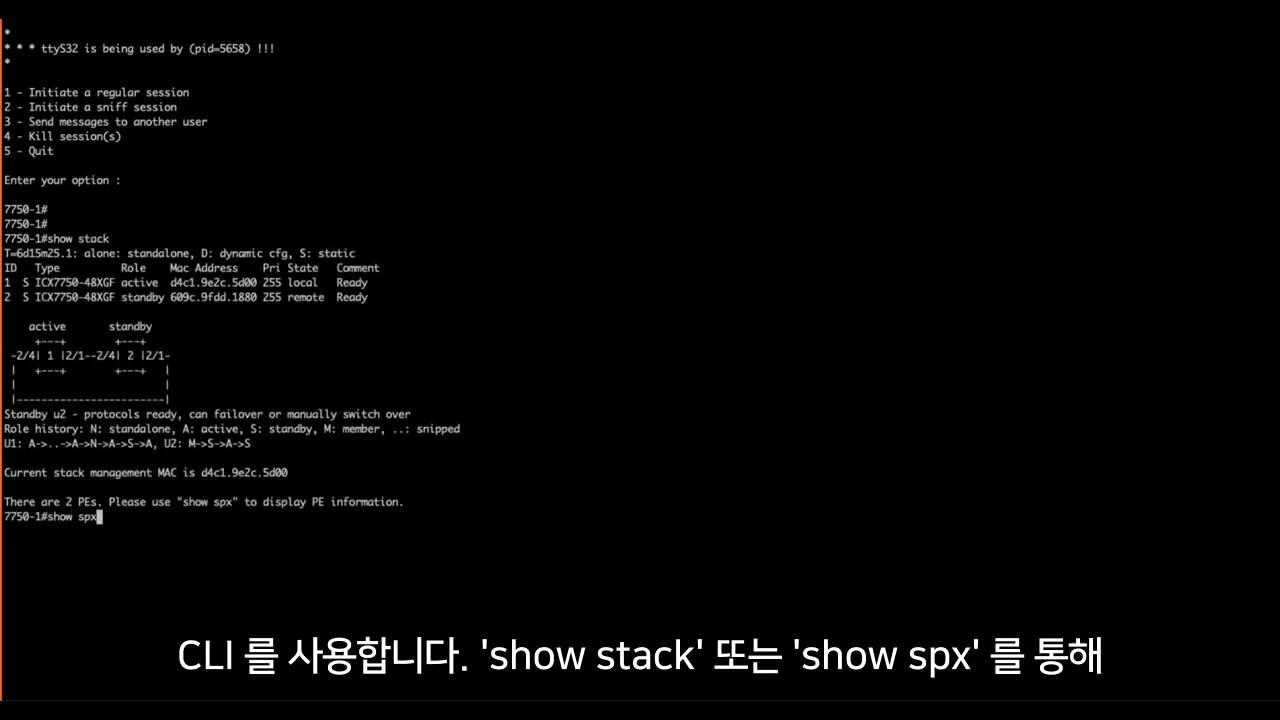 *
* * * ttyS32 is being used by (pid=5658) !!!
*
1 - Initiate a regular session
2 - Initiate a sniff session
3 - Send messages to another user
4 - Kill session(s)
5 - Quit
Enter your option :
7750-1#
7750-1#
7750-1#show stack
T=6d15m25.1: alone: standalone, D: dynamic cfg, S: static
ID   Type          Role    Mac Address    Pri State   Comment
1  S ICX7750-48XGF active  d4c1.9e2c.5d00 255 local   Ready
2  S ICX7750-48XGF standby 609c.9fdd.1880 255 remote  Ready
    active       standby
     +---+        +---+
 -2/4| 1 |2/1--2/4| 2 |2/1-
 |   +---+        +---+   |
 |                        |
 |------------------------|
Standby u2 - protocols ready, can failover or manually switch over
Role history: N: standalone, A: active, S: standby, M: member, ..: snipped
U1: A->..->A->N->A->S->A, U2: M->S->A->S
Current stack management MAC is d4c1.9e2c.5d00
There are 2 PEs. Please use "show spx" to display PE information.
7750-1#show spx
CLI 를 사용합니다. 'show stack' 또는 'show spx' 를 통해